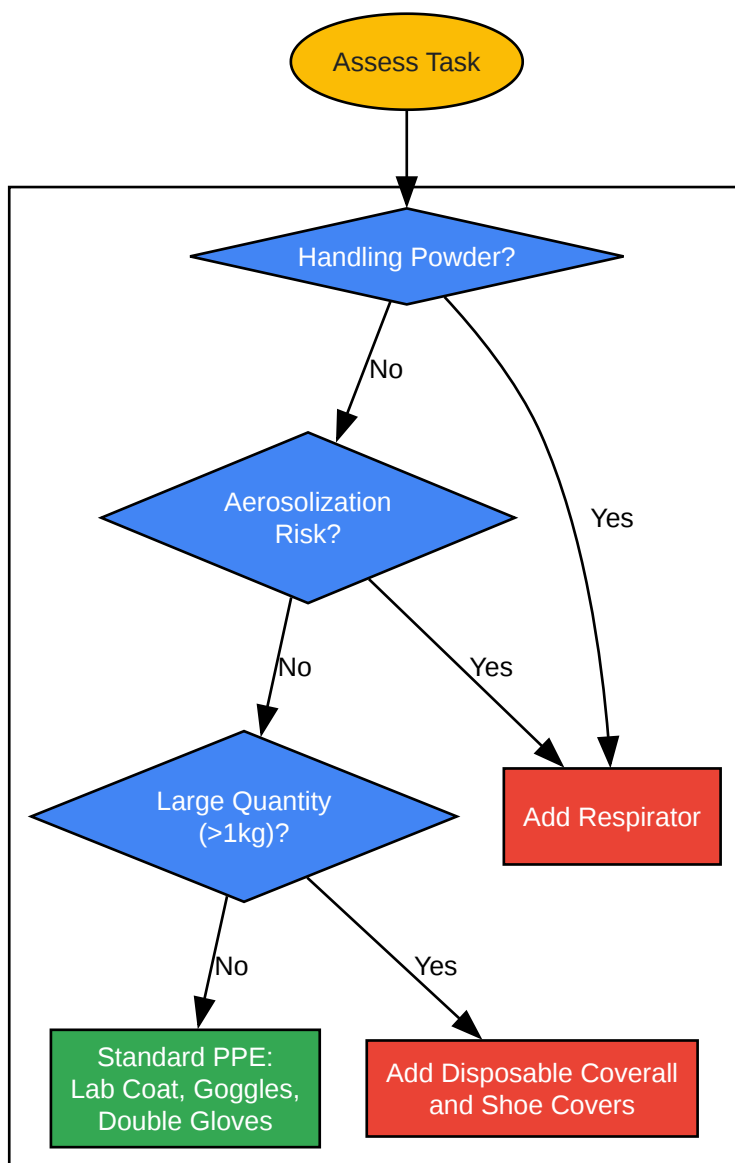 Assess Task
Handling Powder?
No
Yes
Aerosolization
Risk?
No
Yes
Large Quantity
(>1kg)?
Add Respirator
No
Yes
Standard PPE:
Lab Coat, Goggles,
Double Gloves
Add Disposable Coverall
and Shoe Covers